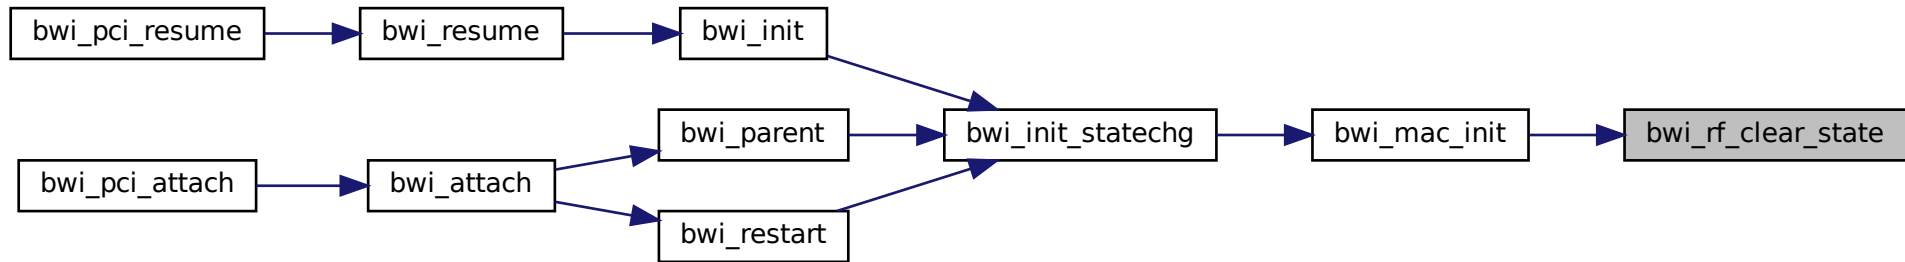 bwi_pci_resume
bwi_resume
bwi_init
bwi_parent
bwi_init_statechg
bwi_mac_init
bwi_rf_clear_state
bwi_pci_attach
bwi_attach
bwi_restart